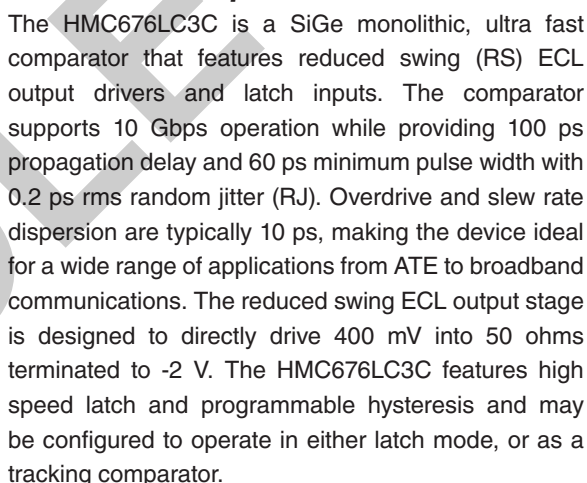 The HMC676LC3C is a SiGe monolithic, ultra fast
comparator that features reduced swing (RS) ECL
output drivers and latch inputs. The comparator
supports 10 Gbps operation while providing 100 ps
propagation delay and 60 ps minimum pulse width with
0.2 ps rms random jitter (RJ). Overdrive and slew rate
dispersion are typically 10 ps, making the device ideal
for a wide range of applications from ATE to broadband
communications. The reduced swing ECL output stage
is designed to directly drive 400 mV into 50 ohms
terminated to -2 V. The HMC676LC3C features high
speed latch and programmable hysteresis and may
be configured to operate in either latch mode, or as a
tracking comparator.